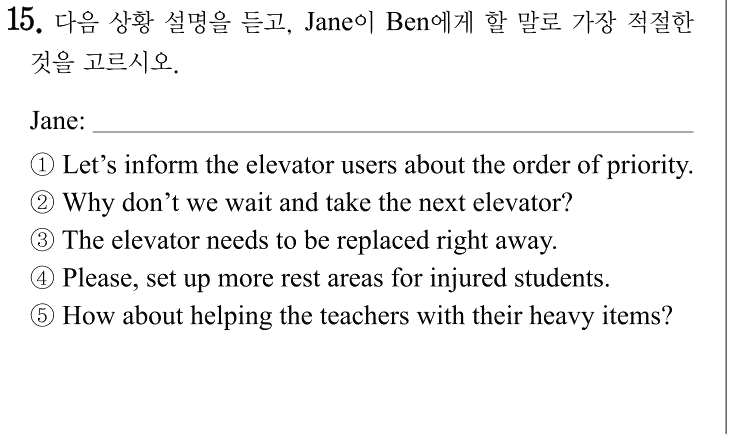 15. 다음 상황 설명을 듣고, Jane이 Ben에게 할 말로 가장 적절한
것을 고르시오.
Jane: ____________________
① Let's inform the elevator users about the order of priority.
② Why don't we wait and take the next elevator?
③ The elevator needs to be replaced right away.
④ Please, set up more rest areas for injured students.
⑤ How about helping the teachers with their heavy items?